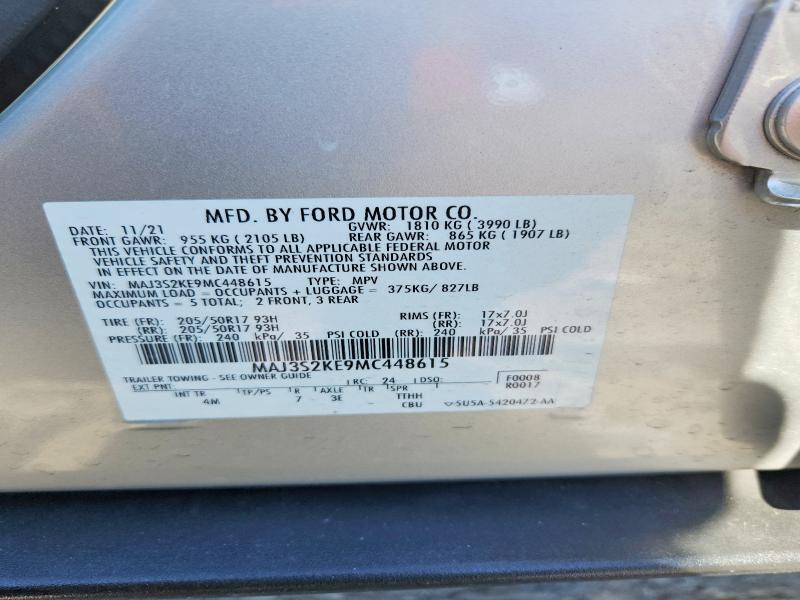 MFD. BY FORD MOTOR CO.
DATE: 11/21 GVWR: 1810 KG ( 3990 LB)
FRONT GAWR: 955 KG ( 2105 LB) REAR GAWR: 865 KG ( 1907 LB)
THIS VEHICLE CONFORMS TO ALL APPLICABLE FEDERAL MOTOR
VEHICLE SAFETY AND THEFT PREVENTION STANDARDS
IN EFFECT ON THE DATE OF MANUFACTURE SHOWN ABOVE.
VIN: MAJ3S2KE9MC448615 TYPE: MPV
MAXIMUM LOAD = OCCUPANTS + LUGGAGE = 375KG/ 827LB
OCCUPANTS = 5 TOTAL; 2 FRONT, 3 REAR
TIRE (FR): 205/50R17 93H RIMS (FR): 17x7.0J
(RR): 205/50R17 93H (RR): 17x7.0J
PRESSURE (FR): 240 kPa/ 35 PSI COLD (RR): 240 kPa/ 35 PSI COLD
MAJ3S2KE9MC448615
TRAILER TOWING - SEE OWNER GUIDE
EXT PNT: RC: 24 DSO: F0008
R0017
INT TR TP/PS R AXLE TR SPR
4M 7 3E TTHH
CBU 5U5A-5420472-AA